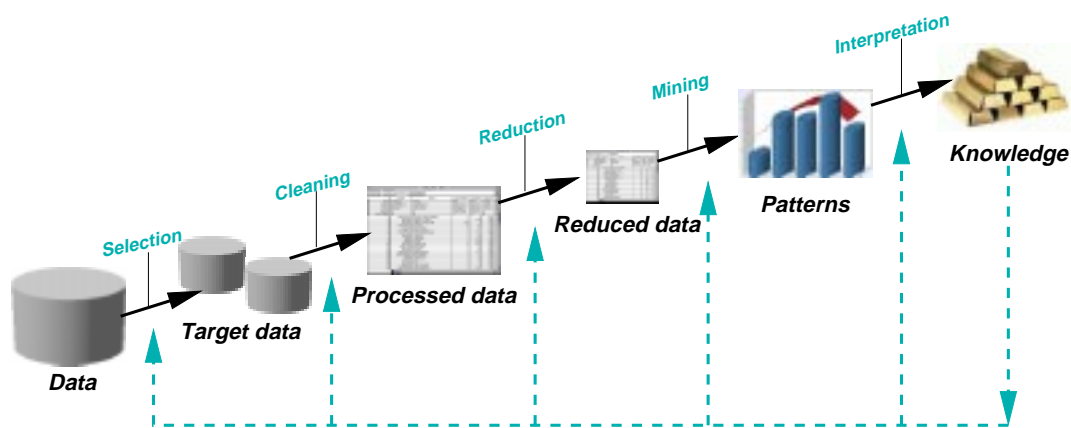 Data
Selection
Target data
Cleaning
Processed data
Reduction
Reduced data
Mining
Patterns
Interpretation
Knowledge